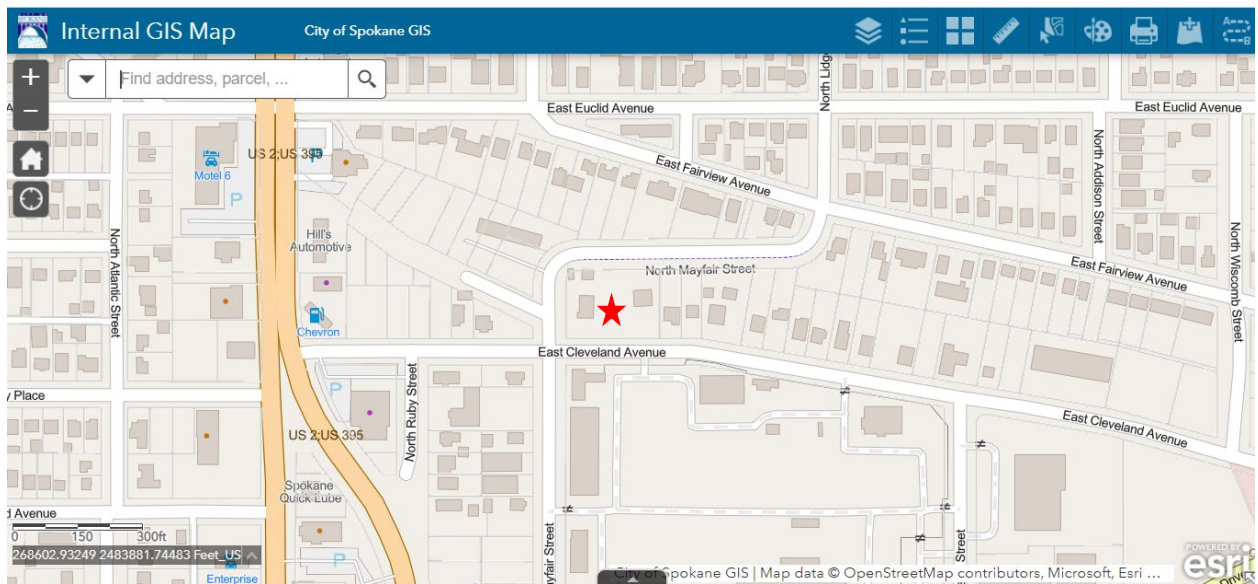 Internal GIS Map
City of Spokane GIS
Find address, parcel, ...
East Euclid Avenue
East Euclid Avenue
US 2;US 395
Motel 6
P
P
P
East Fairview Avenue
North Addison Street
Hill's
Automotive
North Atlantic Street
North Mayfair Street
East Fairview Avenue
North Wiscomb Street
Chevron
East Cleveland Avenue
P
North Ruby Street
East Cleveland Avenue
US 2;US 395
Spokane
Quick Lube
0 150 300ft
268602.93249 2483881.74483 Feet_US
P
Enterprise
Street
City of Spokane GIS | Map data © OpenStreetMap contributors, Microsoft, Esri ...
POWERED BY
esri